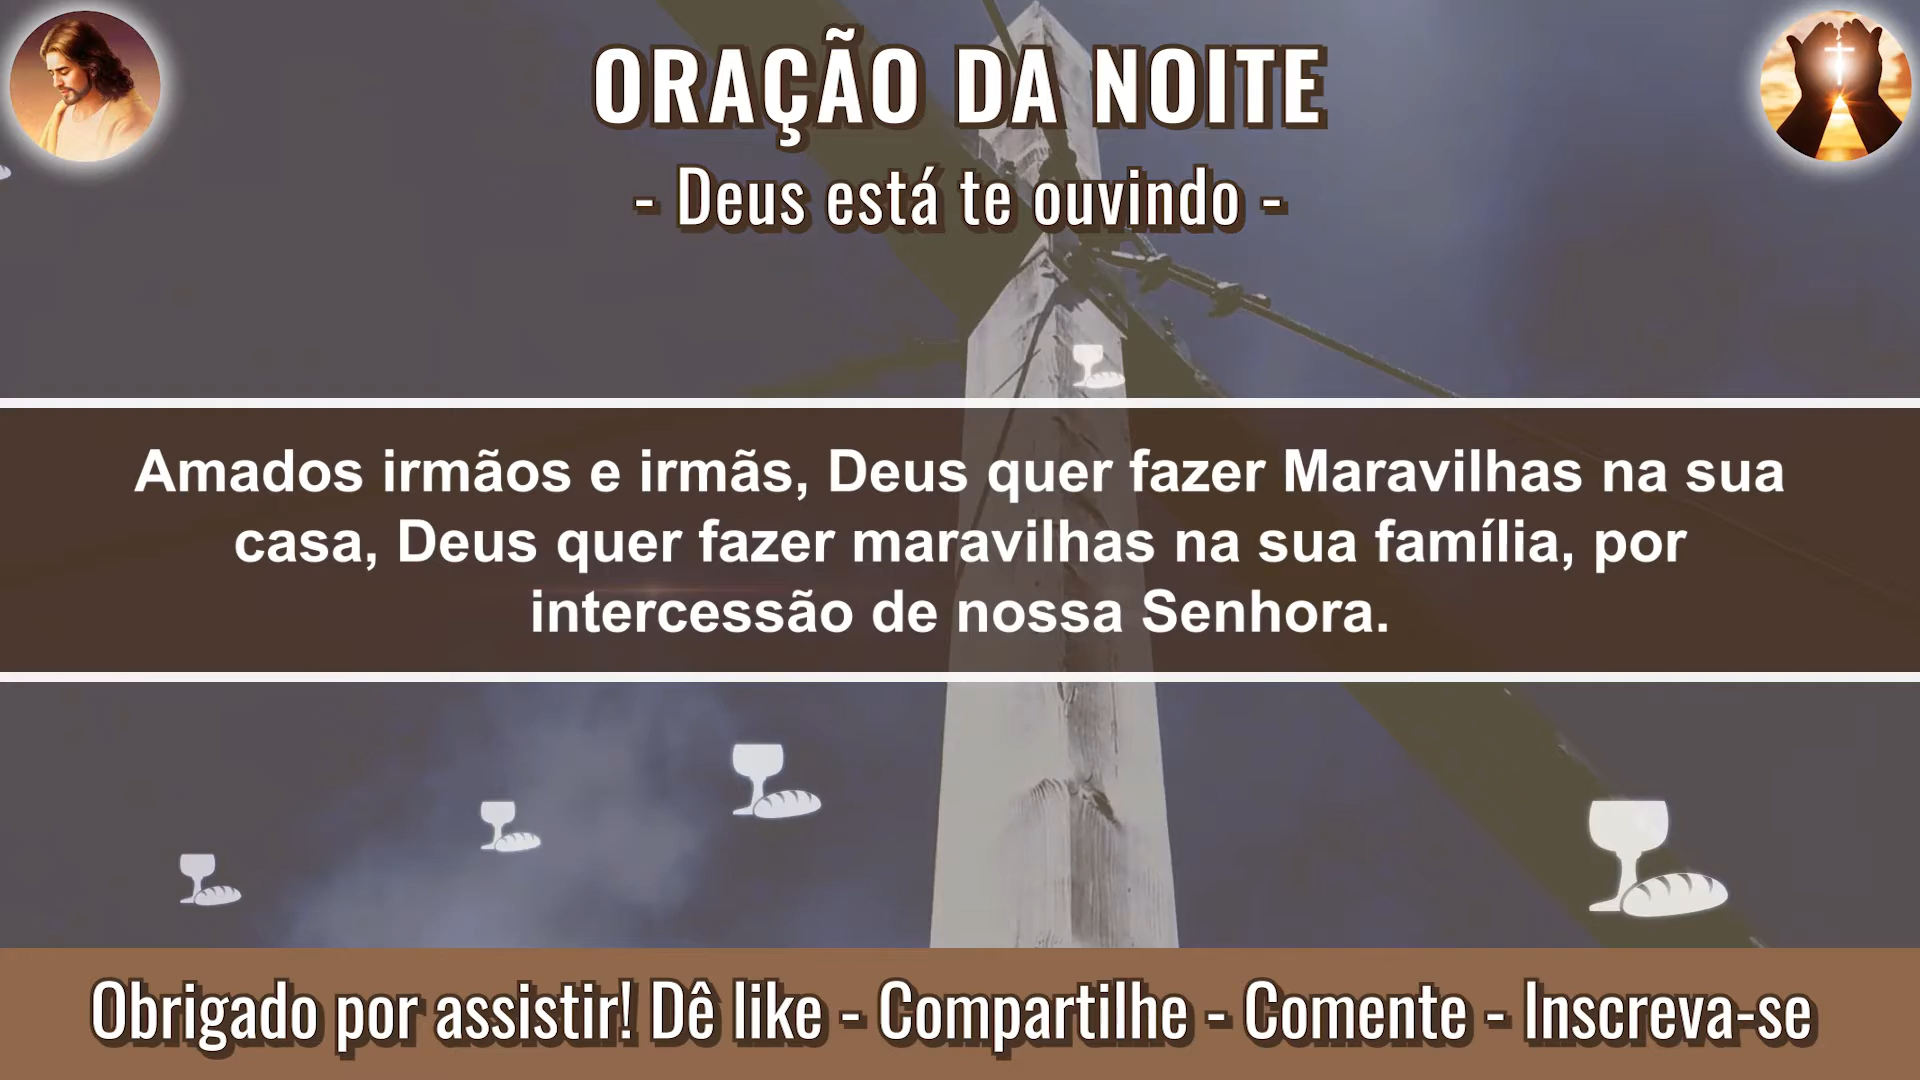 ORAÇÃO DA NOITE
- Deus está te ouvindo -
Amados irmãos e irmãs, Deus quer fazer Maravilhas na sua
casa, Deus quer fazer maravilhas na sua família, por
intercessão de nossa Senhora.
Obrigado por assistir! Dê like - Compartilhe - Comente - Inscreva-se